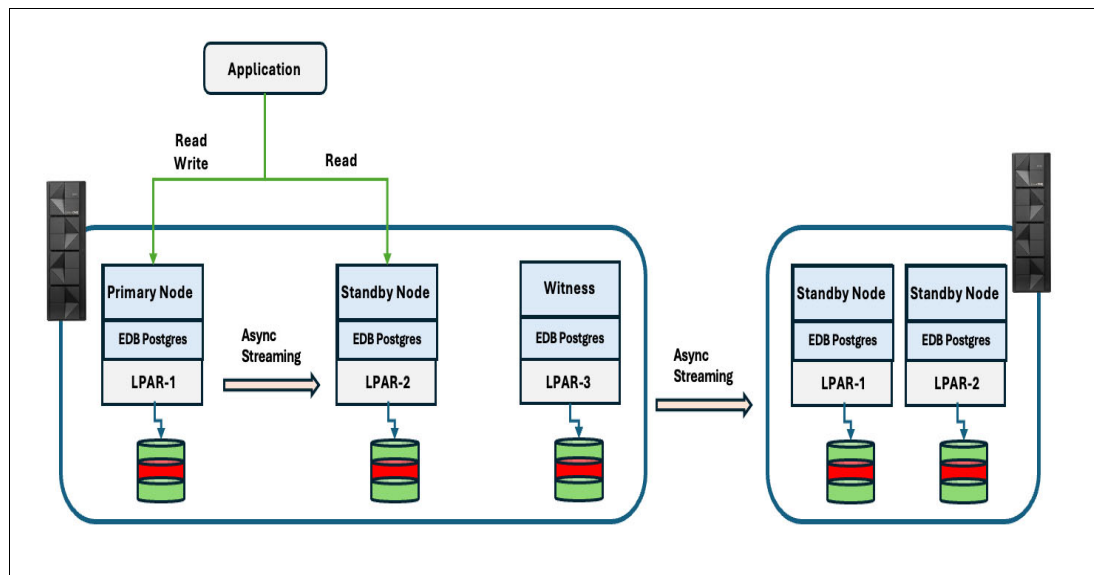 Application
Read
Write
Read
Primary Node
EDB Postgres
LPAR-1
Async
Streaming
Standby Node
EDB Postgres
LPAR-2
Witness
EDB Postgres
LPAR-3
Async
Streaming
Standby Node
EDB Postgres
LPAR-1
Standby Node
EDB Postgres
LPAR-2